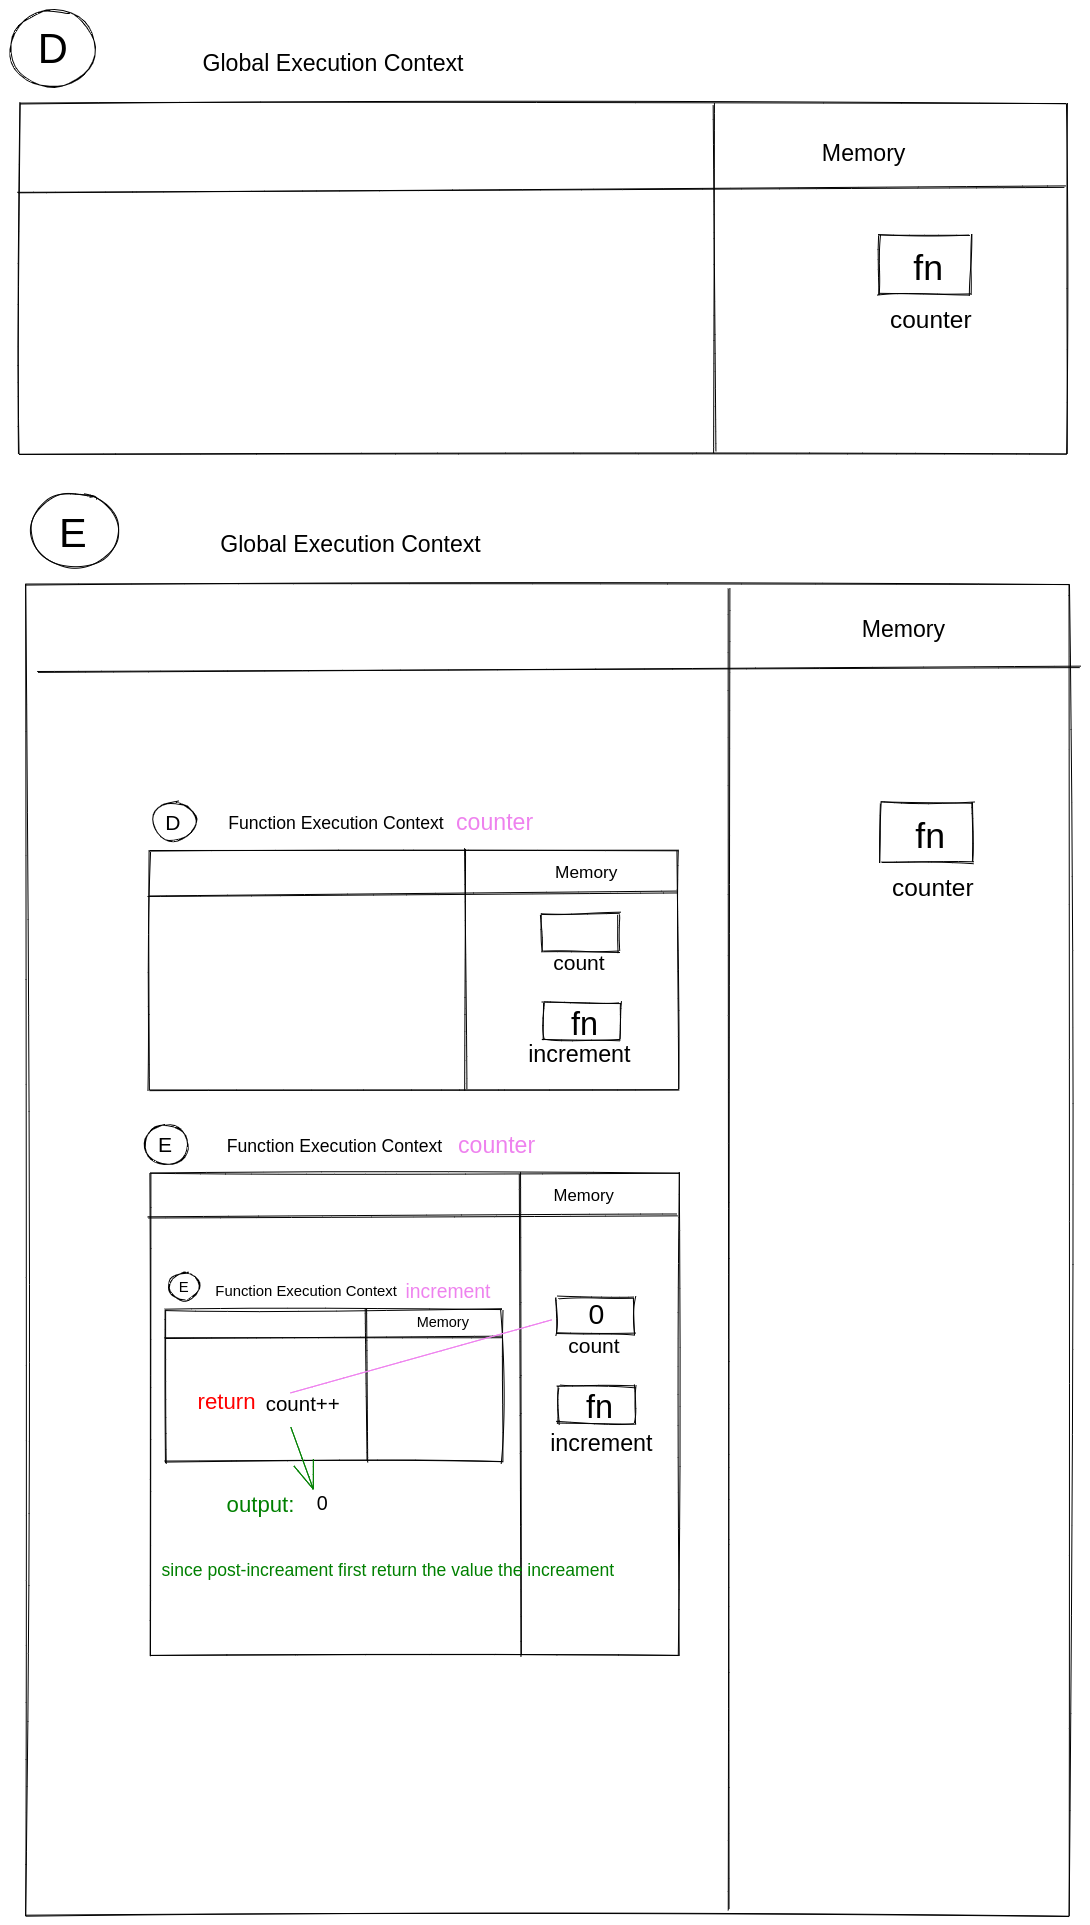 D
Global Execution Context
Memory
fn
counter
E
Global Execution Context
Memory
fn
counter
D
Function Execution Context counter
Memory
count
fn
increment
E
Function Execution Context counter
Memory
E
Function Execution Context increment
Memory
0
count
return count++
fn
increment
output: 0
since post-increament first return the value the increament